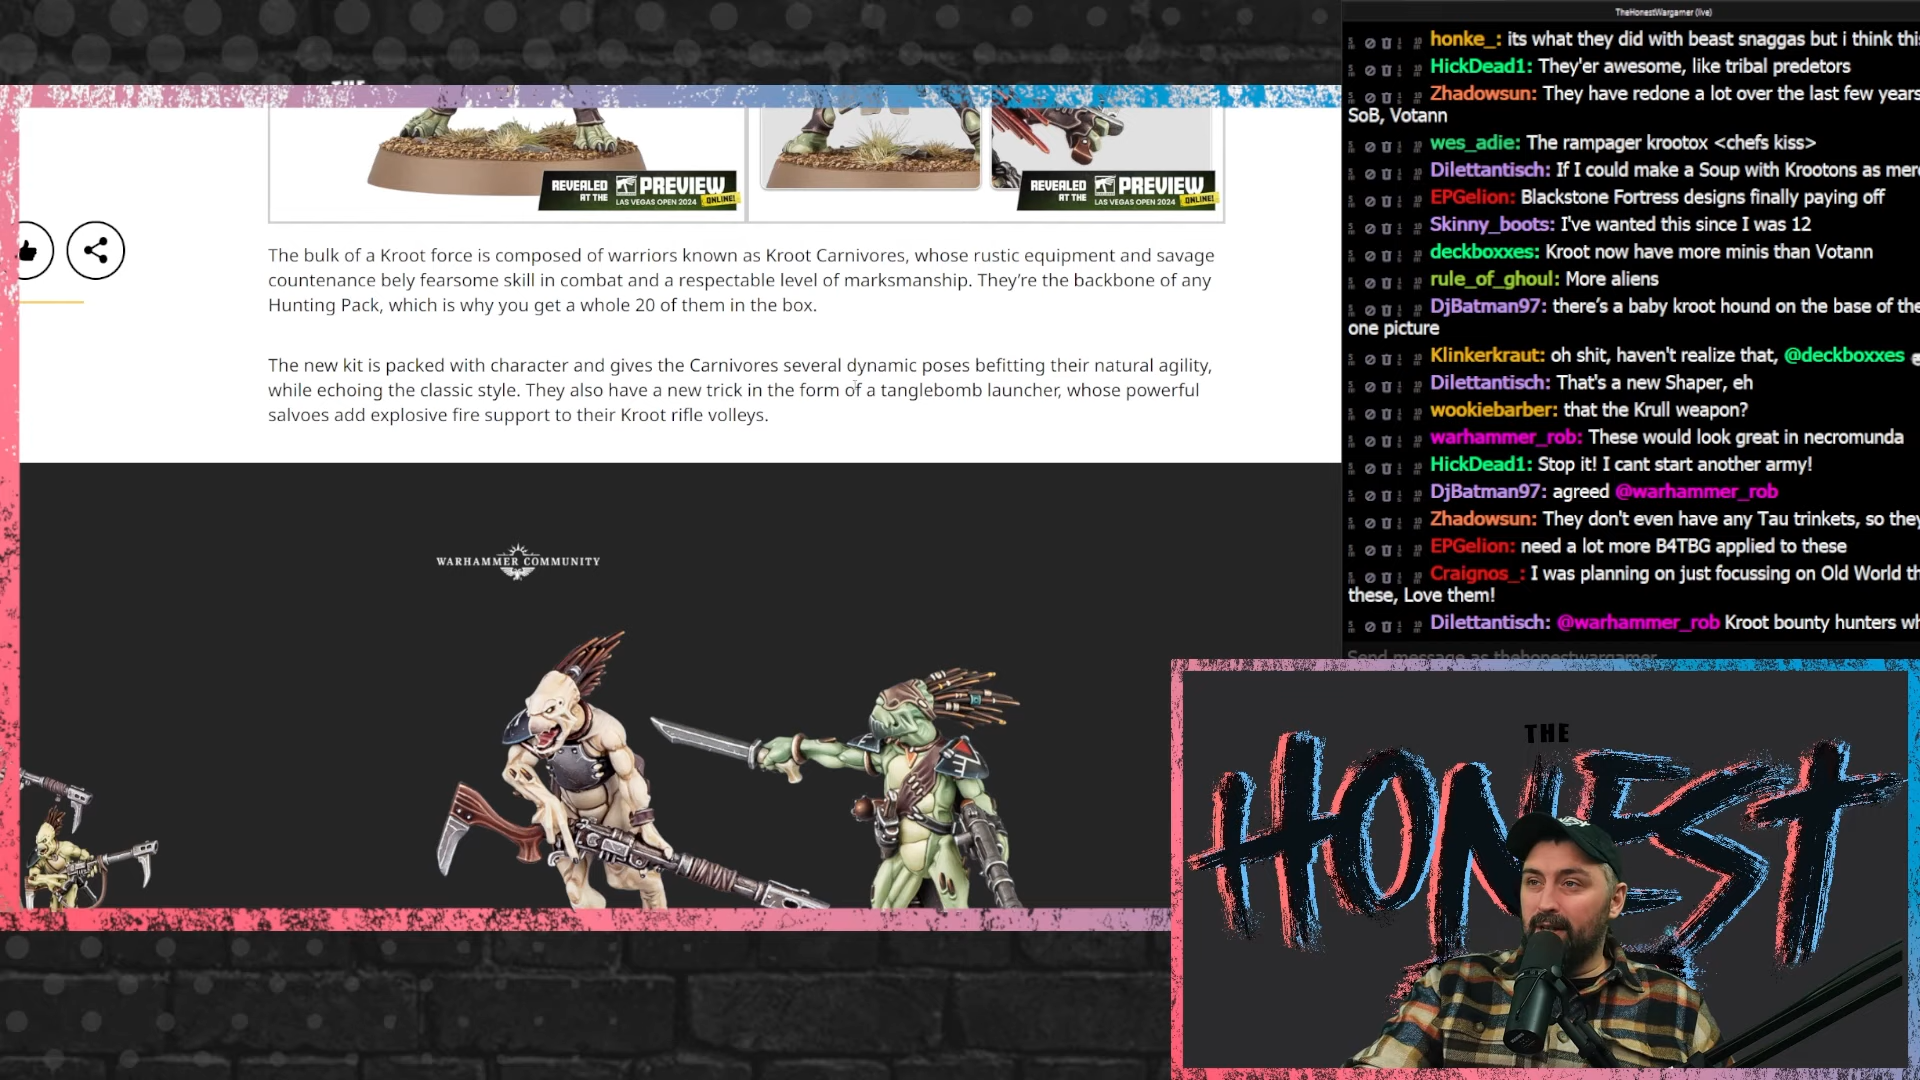 REVEALED AT THE PREVIEW LAS VEGAS OPEN 2024 ONLINE!
REVEALED AT THE PREVIEW LAS VEGAS OPEN 2024 ONLINE!
The bulk of a Kroot force is composed of warriors known as Kroot Carnivores, whose rustic equipment and savage
countenance bely fearsome skill in combat and a respectable level of marksmanship. They’re the backbone of any
Hunting Pack, which is why you get a whole 20 of them in the box.
The new kit is packed with character and gives the Carnivores several dynamic poses befitting their natural agility,
while echoing the classic style. They also have a new trick in the form of a tanglebomb launcher, whose powerful
salvoes add explosive fire support to their Kroot rifle volleys.
WARHAMMER COMMUNITY
TheHonestWargamer (live)
honke_: its what they did with beast snaggas but i think this
HickDead1: They'er awesome, like tribal predetors
Zhadowsun: They have redone a lot over the last few years
SoB, Votann
wes_adie: The rampager krootox <chefs kiss>
Dilettantisch: If I could make a Soup with Krootons as
EPGelion: Blackstone Fortress designs finally paying off
Skinny_boots: I've wanted this since I was 12
deckboxxes: Kroot now have more minis than Votann
rule_of_ghoul: More aliens
DjBatman97: there’s a baby kroot hound on the base of the
one picture
Klinkerkraut: oh shit, haven't realize that, @deckboxxes
Dilettantisch: That's a new Shaper, eh
wookiebarber: that the Krull weapon?
warhammer_rob: These would look great in necromunda
HickDead1: Stop it! I cant start another army!
DjBatman97: agreed @warhammer_rob
Zhadowsun: They don't even have any Tau trinkets, so they
EPGelion: need a lot more B4TBG applied to these
Craignos_: I was planning on just focussing on Old World
these, Love them!
Dilettantisch: @warhammer_rob Kroot bounty hunters
Send message as thehonestwargamer
THE
HONEST